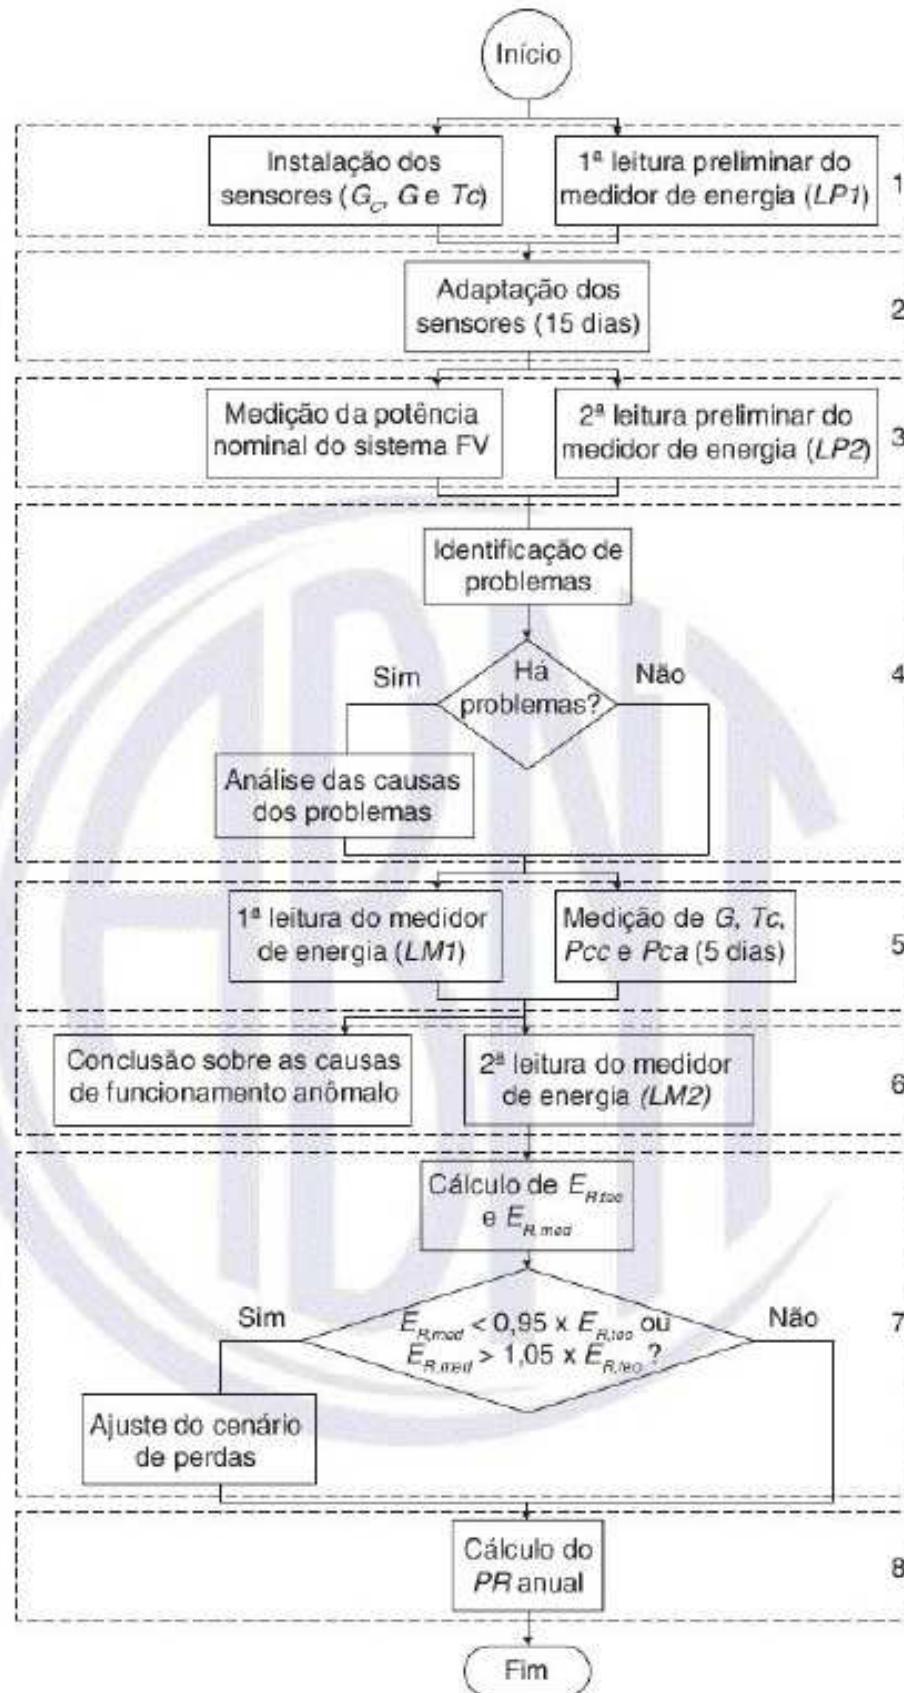 Início
Instalação dos
sensores (G_C, G e Tc)
1ª leitura preliminar do
medidor de energia (LP1)
1
Adaptação dos
sensores (15 dias)
2
Medição da potência
nominal do sistema FV
2ª leitura preliminar do
medidor de energia (LP2)
3
Identificação de
problemas
Há
problemas?
Sim
Não
4
Análise das causas
dos problemas
1ª leitura do medidor
de energia (LM1)
Medição de G, Tc,
Pcc e Pca (5 dias)
5
Conclusão sobre as causas
de funcionamento anômalo
2ª leitura do medidor
de energia (LM2)
6
Cálculo de E_R,teo
e E_R,med
Sim
Não
E_R,med < 0,95 x E_R,teo ou
E_R,med > 1,05 x E_R,teo ?
7
Ajuste do cenário
de perdas
Cálculo do
PR anual
8
Fim
ABNT